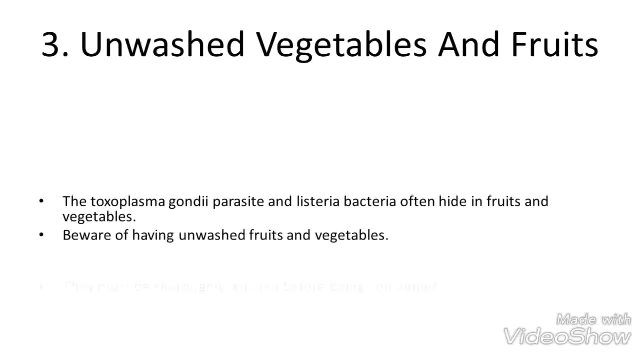 3. Unwashed Vegetables And Fruits
• The toxoplasma gondii parasite and listeria bacteria often hide in fruits and
vegetables.
• Beware of having unwashed fruits and vegetables.
Made with
VideoShow